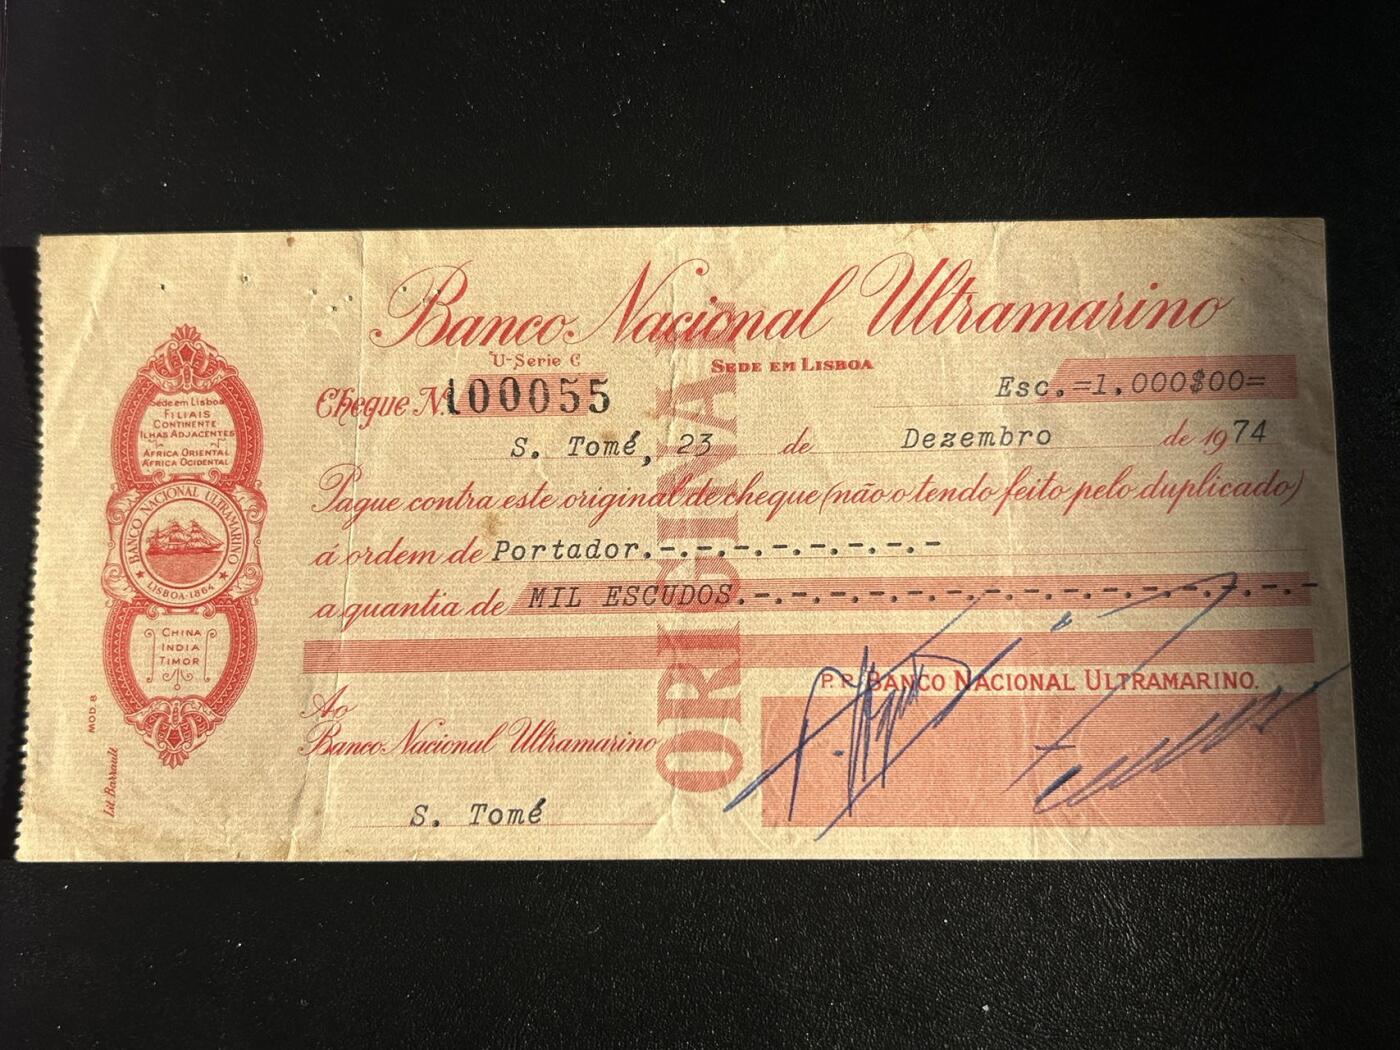 Banco Nacional Ultramarino
U-Serie C
SEDE EM LISBOA
Cheque N. 100055
Esc. =1.000$00=
S. Tomé, 23 de Dezembro de 1974
Pague contra este original de cheque (não o tendo feito pelo duplicado)
á ordem de Portador.-.-.-.-.-.-.-.-.-
a quantia de MIL ESCUDOS.-.-.-.-.-.-.-.-.-.-.-.-.-.-.-.-.-.-
P.P. BANCO NACIONAL ULTRAMARINO.
Ao
Banco Nacional Ultramarino
S. Tomé
ORIGINAL
Sede em Lisboa
FILIAIS
CONTINENTE
ILHAS ADJACENTES
AFRICA ORIENTAL
AFRICA OCIDENTAL
BANCO NACIONAL ULTRAMARINO
LISBOA-1864
CHINA
INDIA
TIMOR
MOD. 8
Lit. Barrault